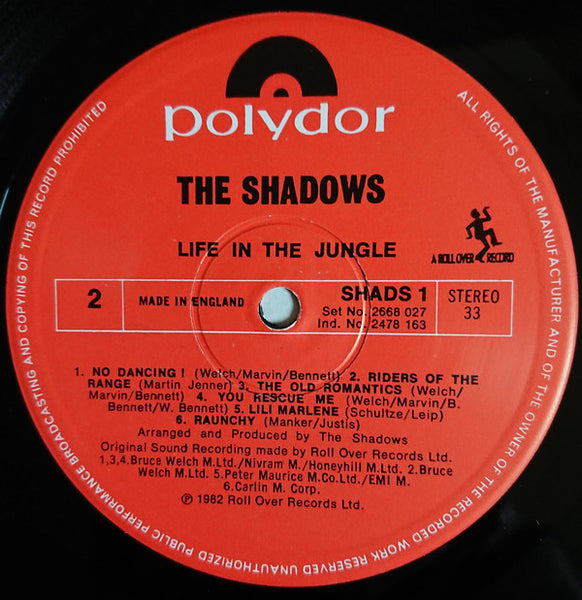 polydor
THE SHADOWS
LIFE IN THE JUNGLE
A ROLL OVER RECORD
2
MADE IN ENGLAND
SHADS 1
Set No. 2668 027
Ind. No. 2478 163
STEREO
33
1. NO DANCING ! (Welch/Marvin/Bennett) 2. RIDERS OF THE
RANGE (Martin Jenner) 3. THE OLD ROMANTICS (Welch/
Marvin/Bennett) 4. YOU RESCUE ME (Welch/Marvin/B.
Bennett/W. Bennett) 5. LILI MARLENE (Schultze/Leip)
6. RAUNCHY (Manker/Justis)
Arranged and Produced by The Shadows
Original Sound Recording made by Roll Over Records Ltd.
1,3,4.Bruce Welch M.Ltd./Nivram M./Honeyhill M.Ltd. 2.Bruce
Welch M.Ltd. 5.Peter Maurice M.Co.Ltd./EMI M.
6.Carlin M. Corp.
℗ 1982 Roll Over Records Ltd.
ALL RIGHTS OF THE MANUFACTURER AND OF THE OWNER OF THE RECORDED WORK RESERVED UNAUTHORIZED PUBLIC PERFORMANCE BROADCASTING AND COPYING OF THIS RECORD PROHIBITED